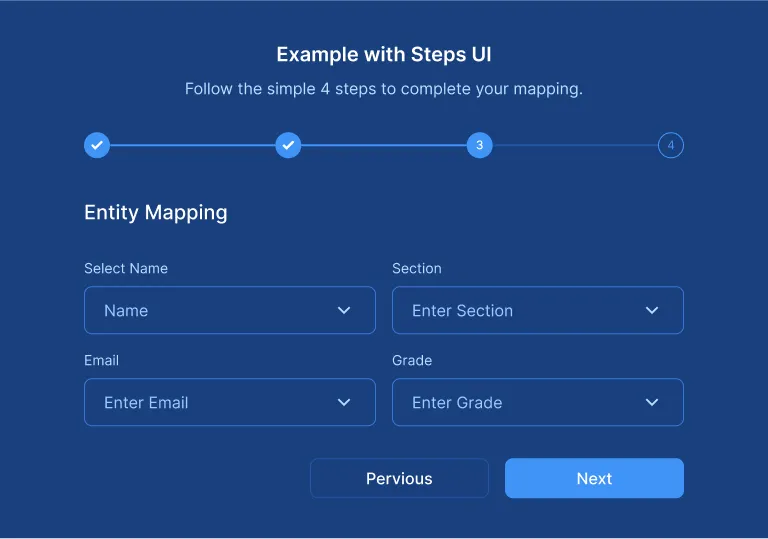 Example with Steps UI
Follow the simple 4 steps to complete your mapping.
3 4
Entity Mapping
Select Name Section
Name Enter Section
Email Grade
Enter Email Enter Grade
Pervious Next